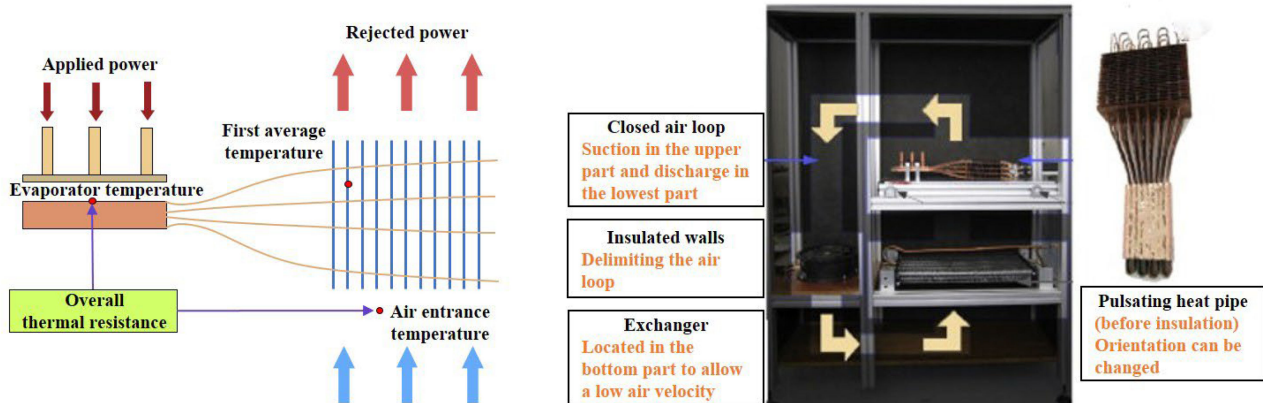 Rejected power
Applied power
First average
temperature
Evaporator temperature
Overall
thermal resistance
Air entrance
temperature
Closed air loop
Suction in the upper
part and discharge in
the lowest part
Insulated walls
Delimiting the air
loop
Exchanger
Located in the
bottom part to allow
a low air velocity
Pulsating heat pipe
(before insulation)
Orientation can be
changed